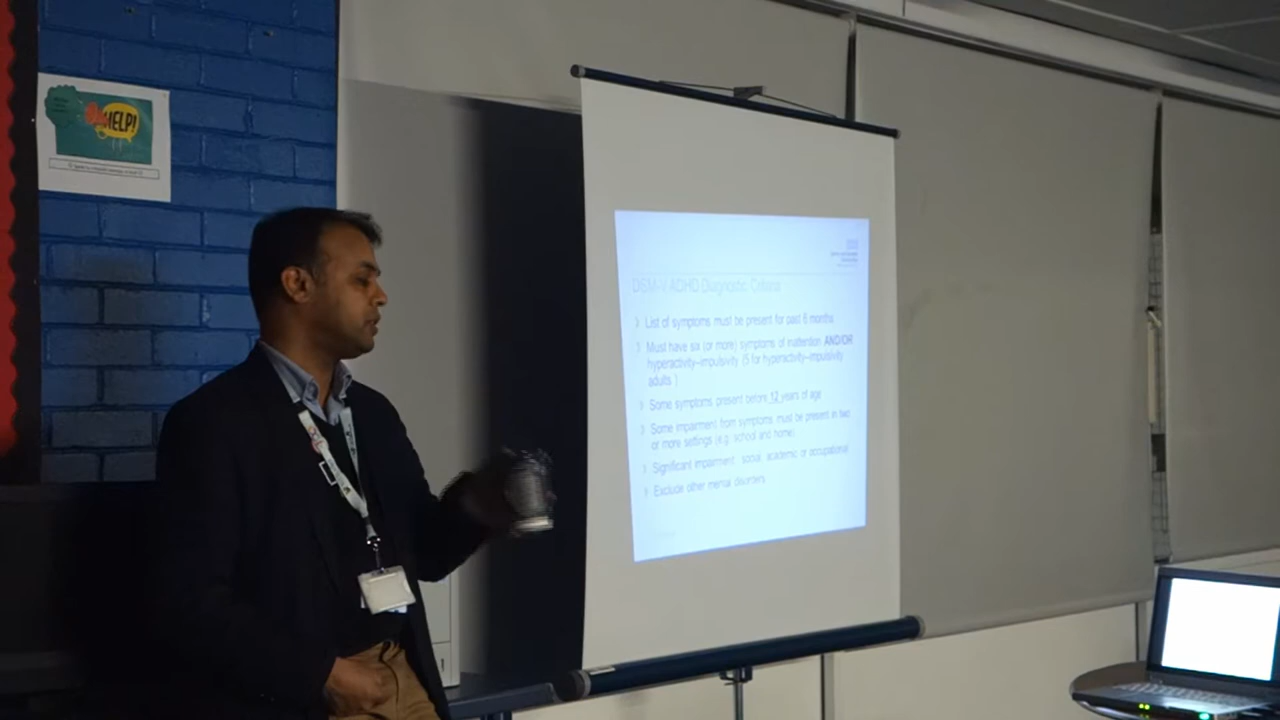 HELP!
DSM-V ADHD Diagnostic Criteria
List of symptoms must be present for past 6 months
Must have six (or more) symptoms of inattention AND/OR
hyperactivity–impulsivity (5 for hyperactivity–impulsivity
adults )
Some symptoms present before 12 years of age
Some impairment from symptoms must be present in two
or more settings (e.g. school and home)
Significant impairment: social, academic or occupational
Exclude other mental disorders